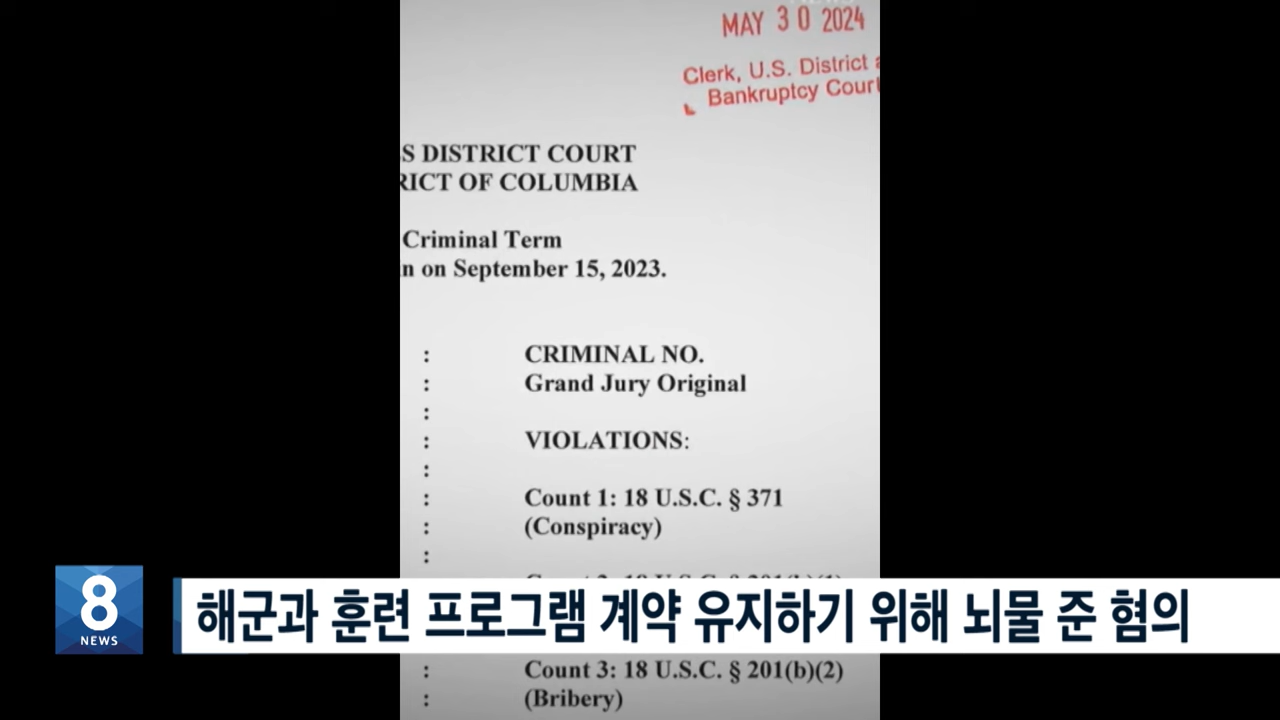 MAY 30 2024
Clerk, U.S. District
Bankruptcy Court
S DISTRICT COURT
RICT OF COLUMBIA
Criminal Term
n on September 15, 2023.
: CRIMINAL NO.
: Grand Jury Original
:
: VIOLATIONS:
:
: Count 1: 18 U.S.C. § 371
: (Conspiracy)
:
8
NEWS
해군과 훈련 프로그램 계약 유지하기 위해 뇌물 준 혐의
: Count 3: 18 U.S.C. § 201(b)(2)
: (Bribery)